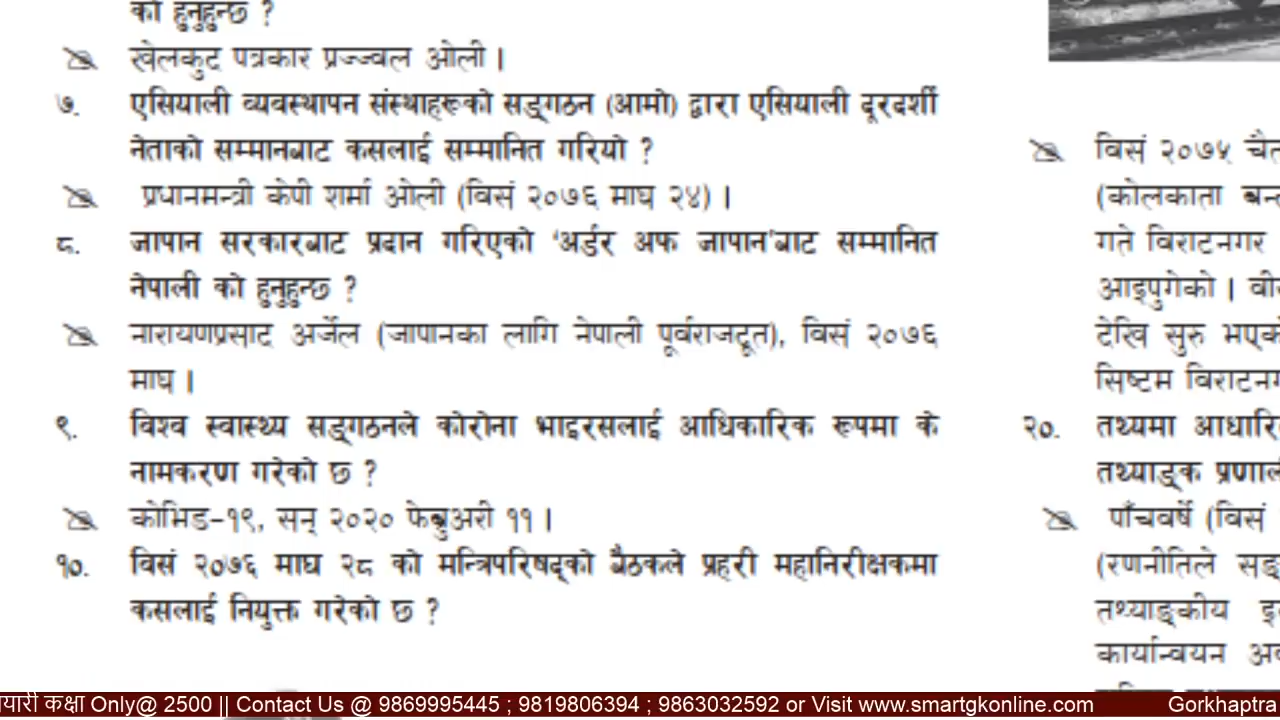 को हुनुहुन्छ ?
खेलकुद पत्रकार प्रज्ज्वल ओली ।
७. एसियाली व्यवस्थापन संस्थाहरूको सङ्गठन (आमो) द्वारा एसियाली दूरदर्शी
नेताको सम्मानबाट कसलाई सम्मानित गरियो ?
प्रधानमन्त्री केपी शर्मा ओली (विसं २०७६ माघ २४) ।
८. जापान सरकारबाट प्रदान गरिएको ‘अर्डर अफ जापान’बाट सम्मानित
नेपाली को हुनुहुन्छ ?
नारायणप्रसाद अर्जेल (जापानका लागि नेपाली पूर्वराजदूत), विसं २०७६
माघ ।
९. विश्व स्वास्थ्य सङ्गठनले कोरोना भाइरसलाई आधिकारिक रूपमा के
नामकरण गरेको छ ?
कोभिड-१९, सन् २०२० फेब्रुअरी ११ ।
१०. विसं २०७६ माघ २८ को मन्त्रिपरिषद्को बैठकले प्रहरी महानिरीक्षकमा
कसलाई नियुक्त गरेको छ ?
विसं २०७५ चैत
(कोलकाता बन्द
गते विराटनगर
आइपुगेको । वी
देखि सुरु भएको
सिष्टम विराटनग
२०. तथ्यमा आधारि
तथ्याङ्क प्रणाली
पाँचवर्षे (विसं
(रणनीतिले सङ्
तथ्याङ्कीय इ
कार्यान्वयन अव
यारी कक्षा Only@ 2500 || Contact Us @ 9869995445 ; 9819806394 ; 9863032592 or Visit www.smartgkonline.com Gorkhaptra